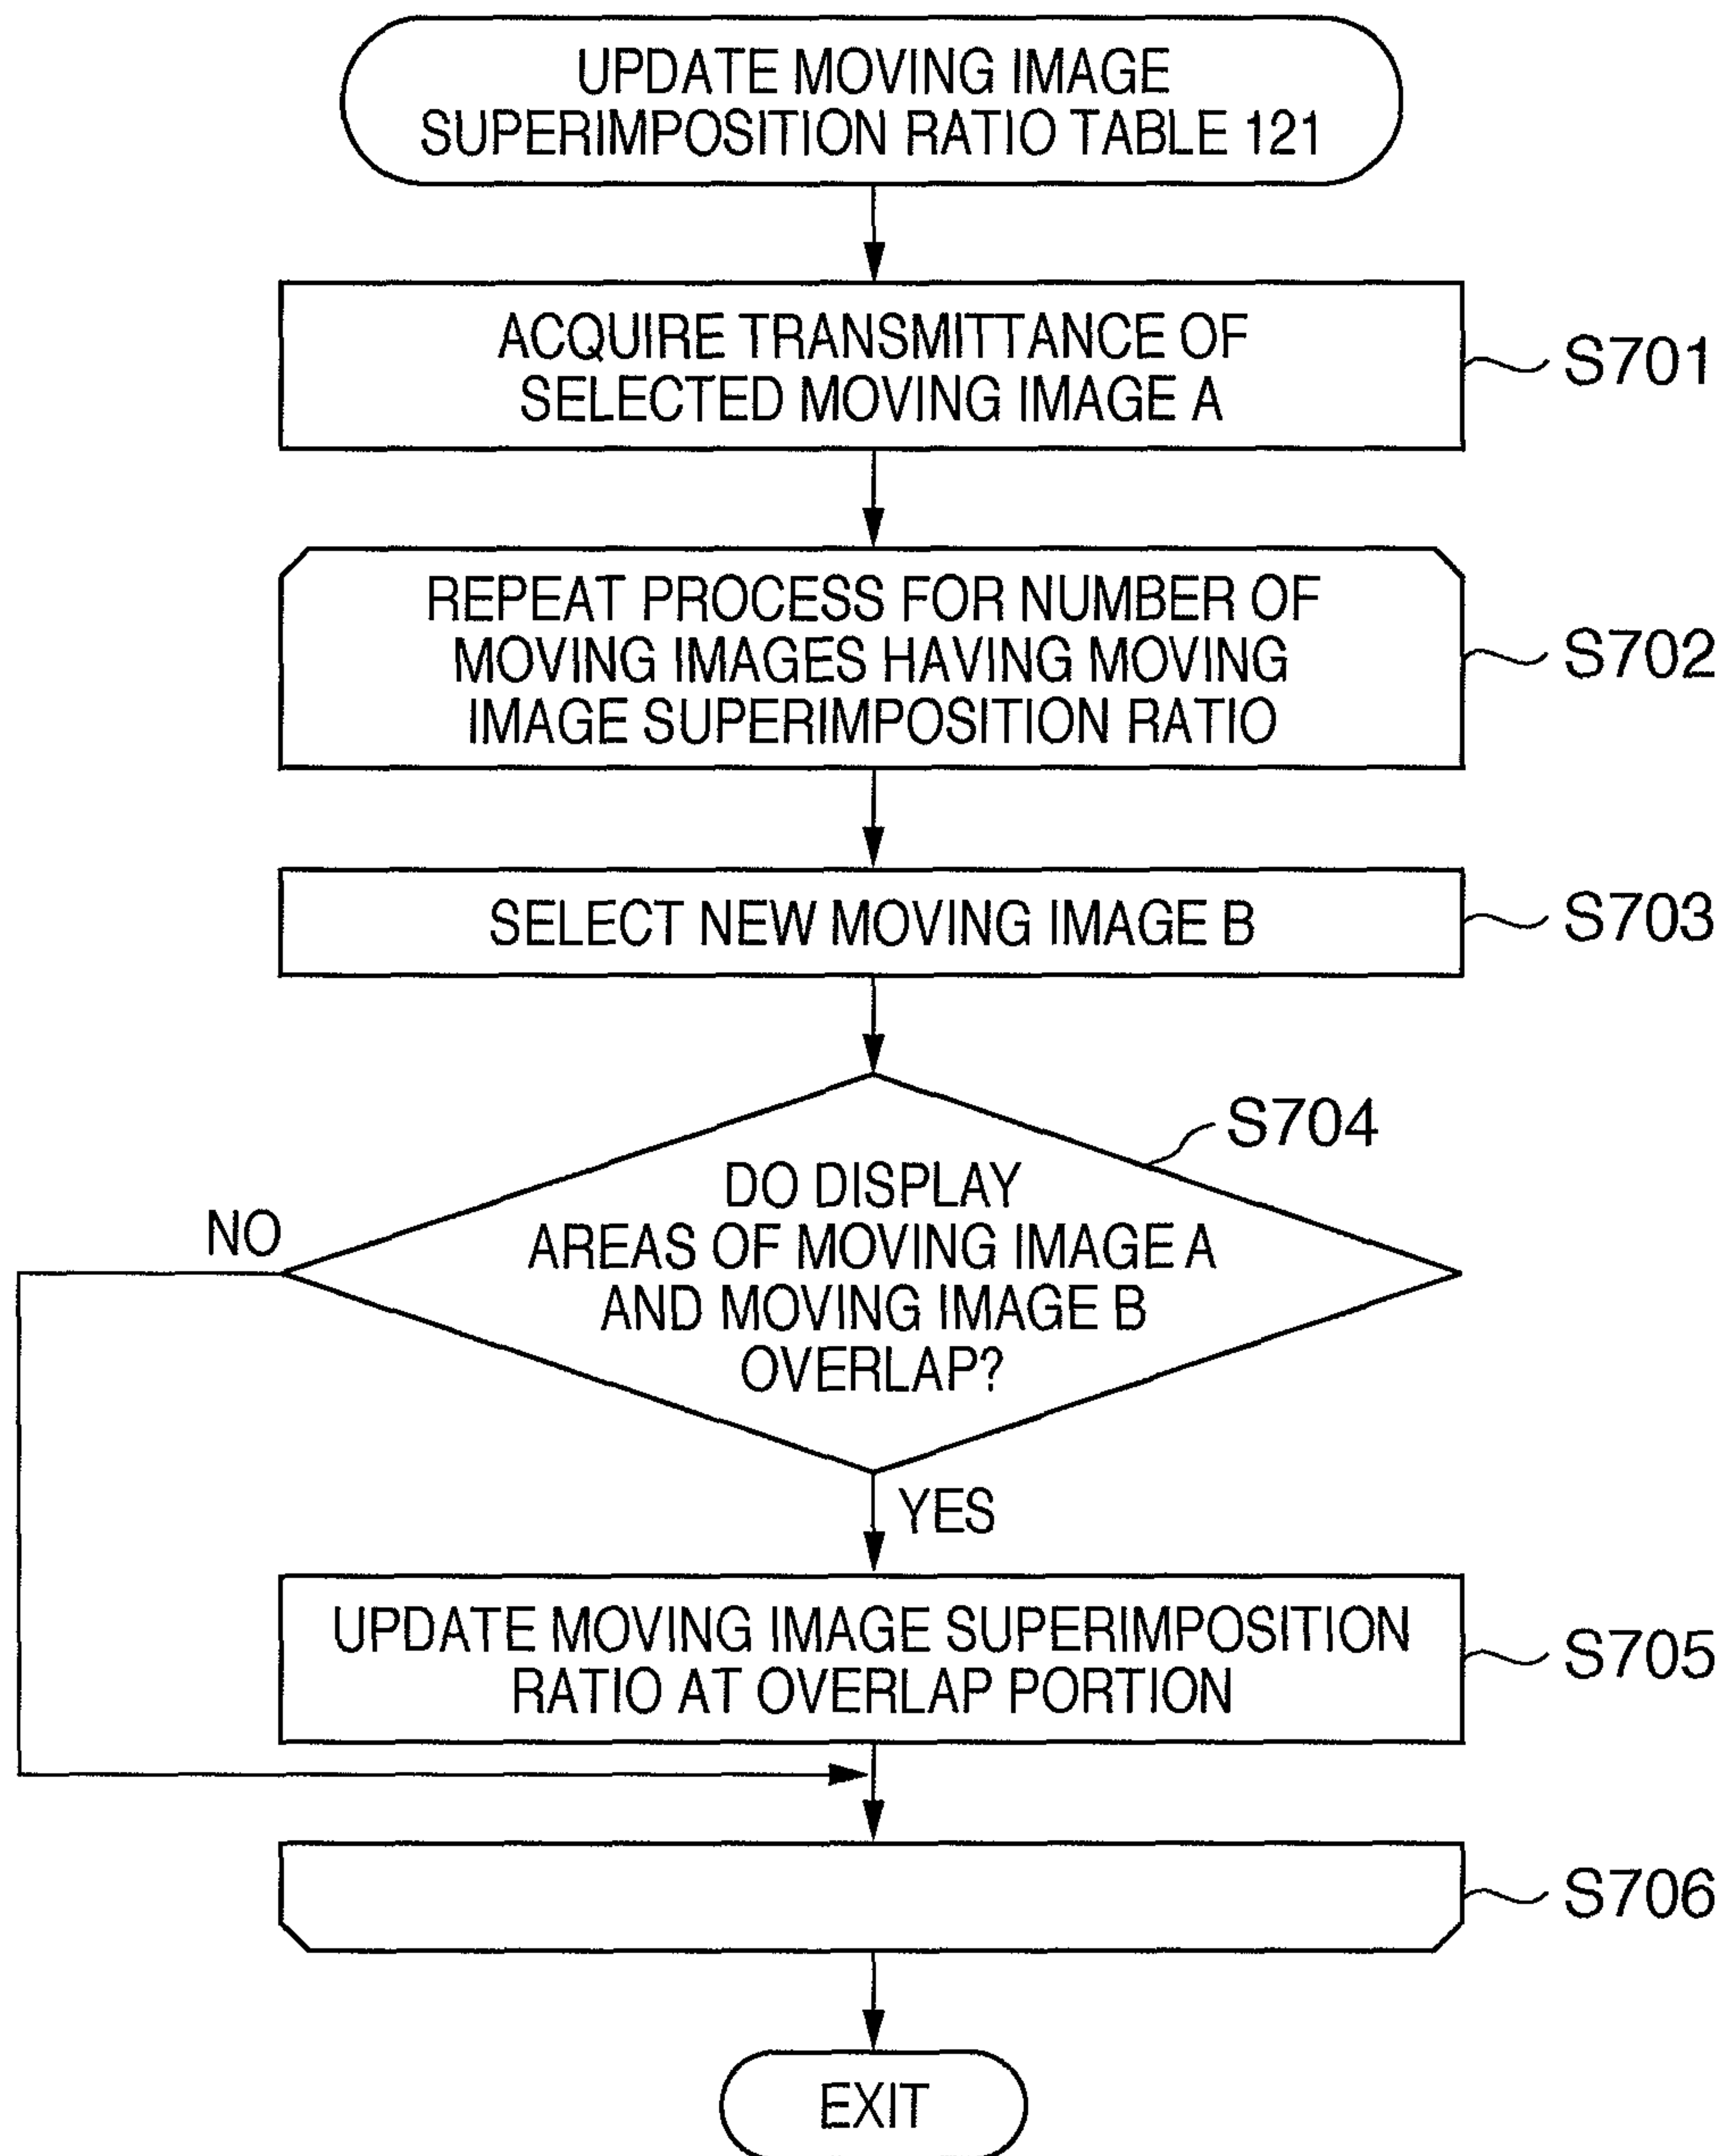 UPDATE MOVING IMAGE
SUPERIMPOSITION RATIO TABLE 121
ACQUIRE TRANSMITTANCE OF
SELECTED MOVING IMAGE A
S701
REPEAT PROCESS FOR NUMBER OF
MOVING IMAGES HAVING MOVING
IMAGE SUPERIMPOSITION RATIO
S702
SELECT NEW MOVING IMAGE B
S703
S704
DO DISPLAY
AREAS OF MOVING IMAGE A
AND MOVING IMAGE B
OVERLAP?
NO
YES
UPDATE MOVING IMAGE SUPERIMPOSITION
RATIO AT OVERLAP PORTION
S705
S706
EXIT